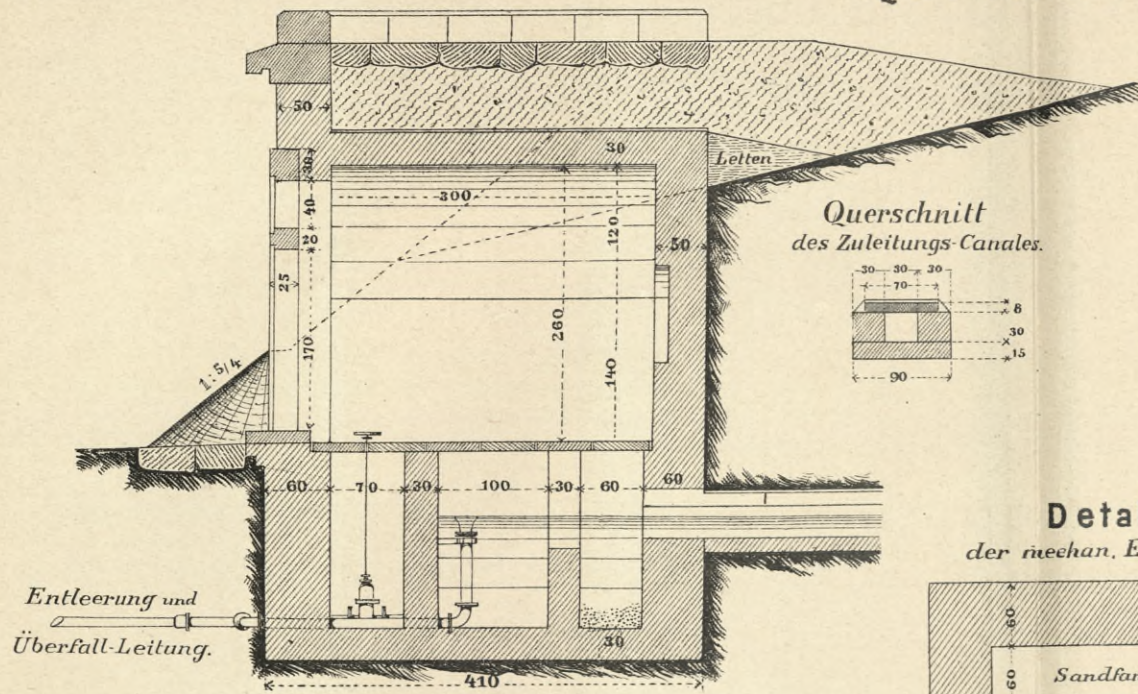 50
30
40
20
25
170
1:5/4
300
30
120
260
140
50
Letten
Querschnitt
des Zuleitungs-Canales.
30 30 30
70
8
30
15
90
60 70 30 100 30 60 60
30
410
Entleerung und
Überfall-Leitung.
Deta
der mechan. E
60
60
Sandfan